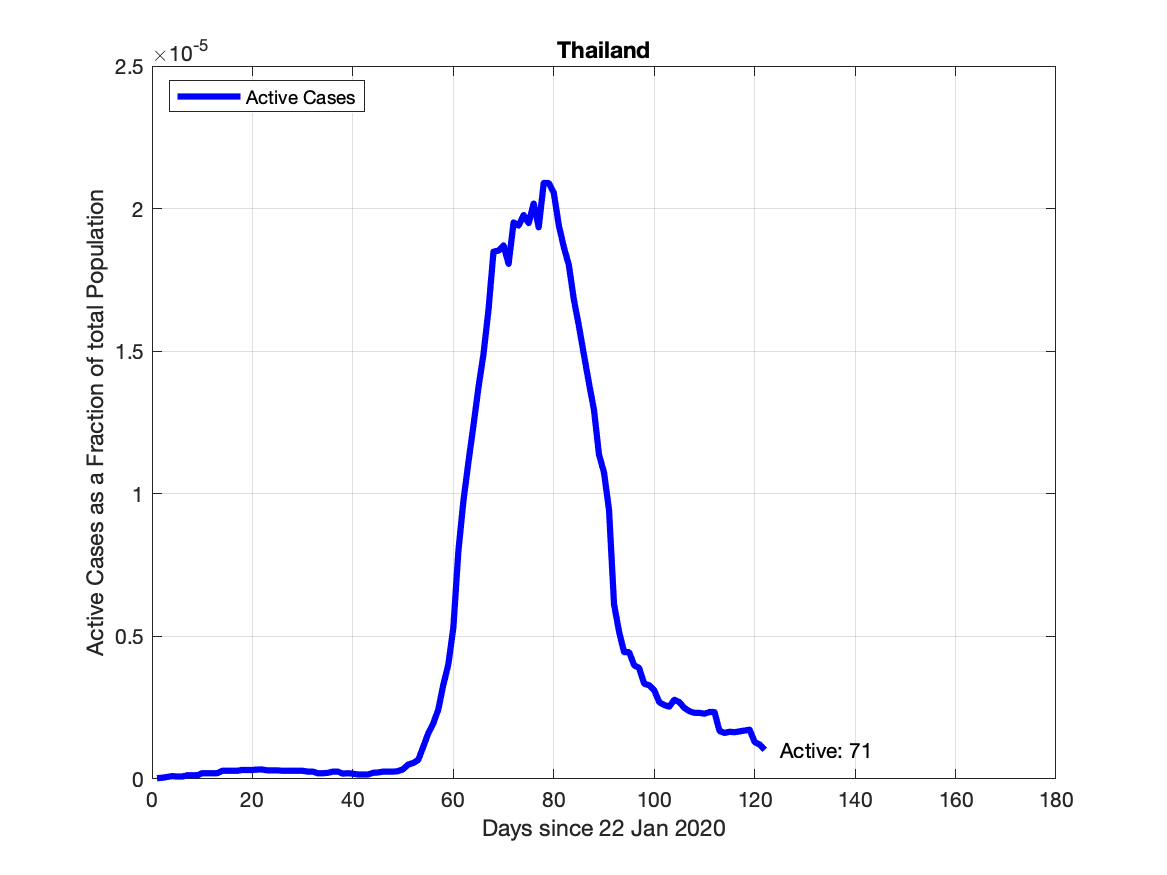 Thailand
×10-5
2.5
2
1.5
1
0.5
0
Active Cases
Active Cases as a Fraction of total Population
Active: 71
0 20 40 60 80 100 120 140 160 180
Days since 22 Jan 2020